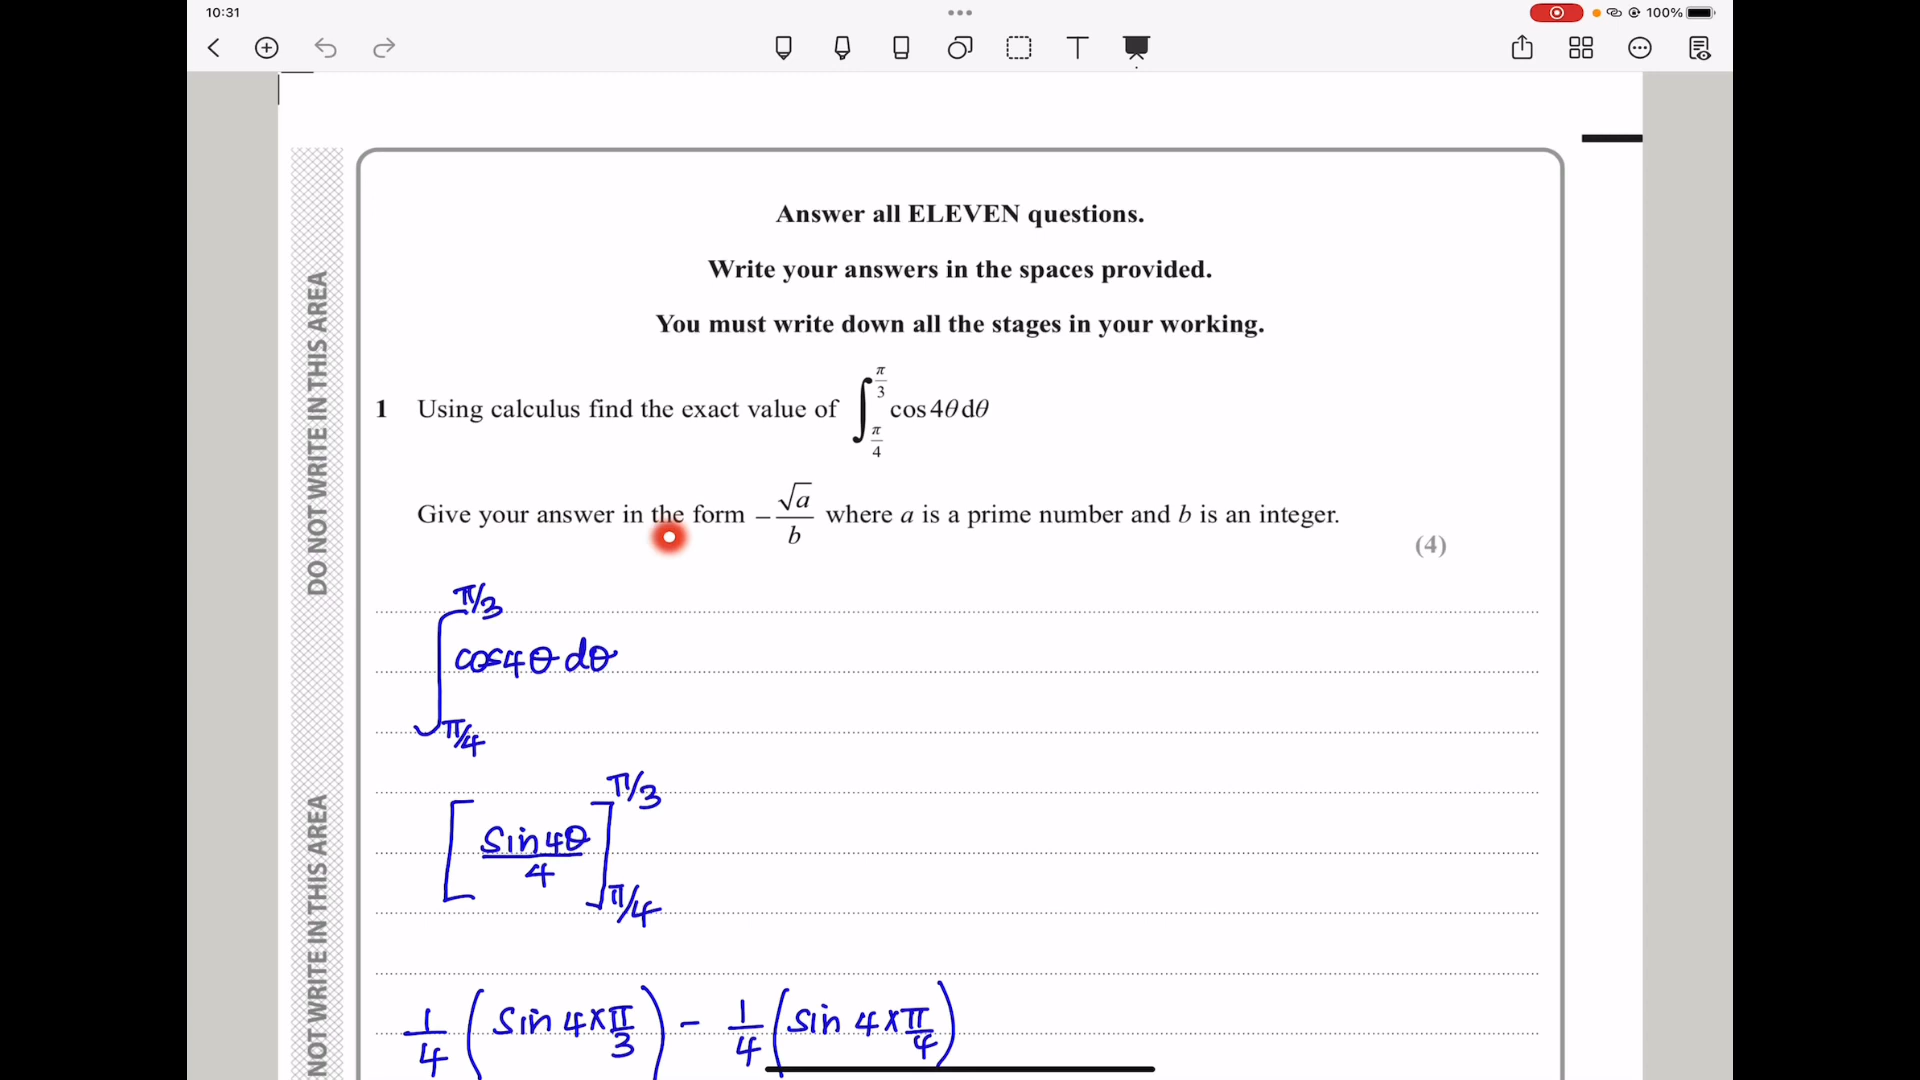 10:31
100%
Answer all ELEVEN questions.
Write your answers in the spaces provided.
You must write down all the stages in your working.
1 Using calculus find the exact value of ∫_{π/4}^{π/3} cos 4θ dθ
Give your answer in the form −√a/b where a is a prime number and b is an integer.
(4)
∫_{π/4}^{π/3} cos4θ dθ
[sin4θ/4]_{π/4}^{π/3}
1/4 (sin 4×π/3) − 1/4 (sin 4×π/4)
DO NOT WRITE IN THIS AREA
NOT WRITE IN THIS AREA